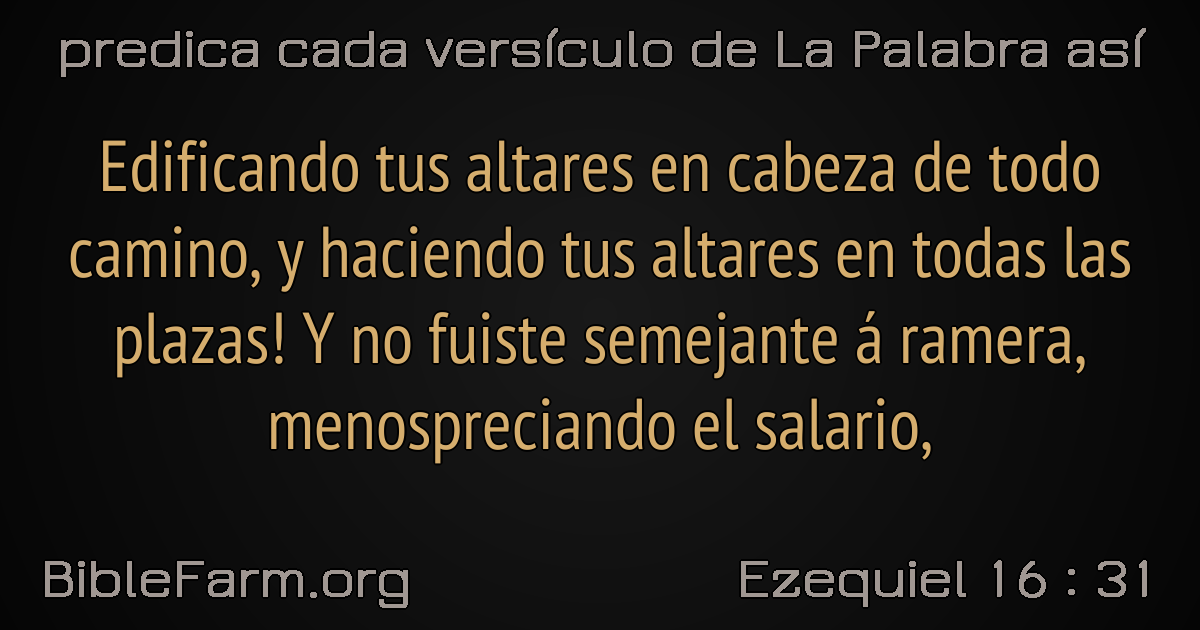 predica cada versículo de La Palabra así
Edificando tus altares en cabeza de todo
camino, y haciendo tus altares en todas las
plazas! Y no fuiste semejante á ramera,
menospreciando el salario,
BibleFarm.org
Ezequiel 16 : 31